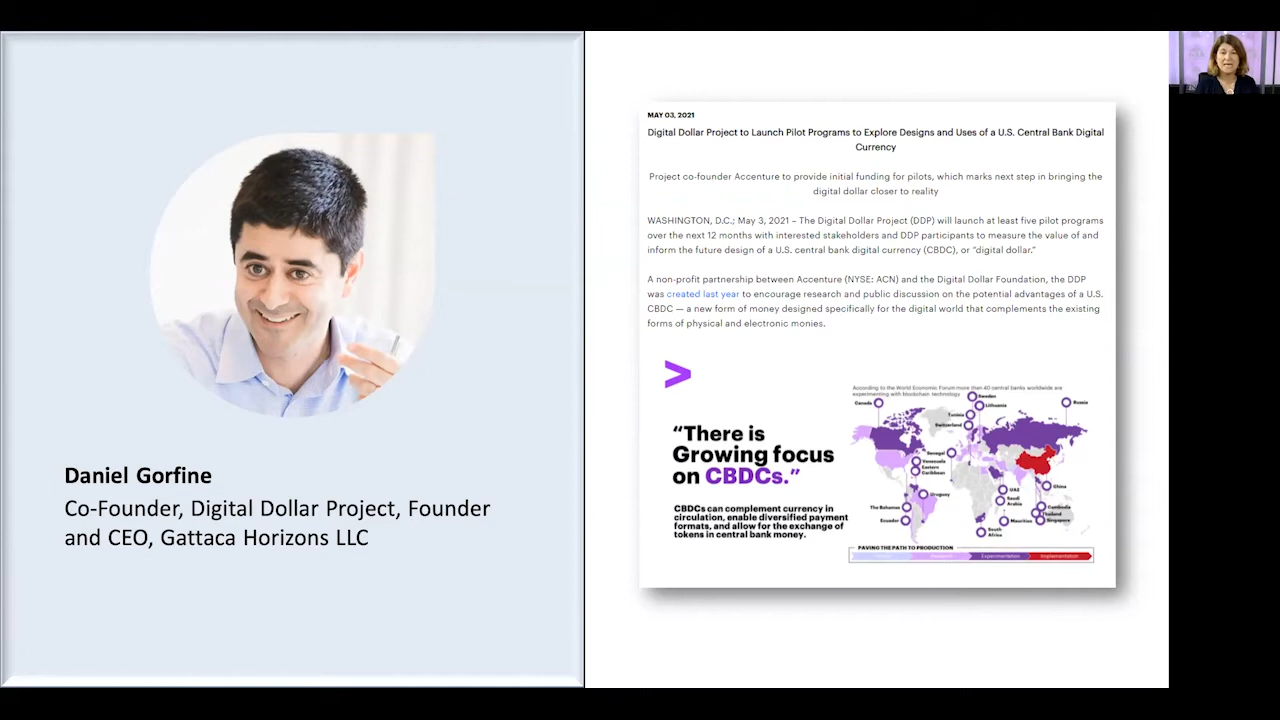 Daniel Gorfine
Co-Founder, Digital Dollar Project, Founder
and CEO, Gattaca Horizons LLC
MAY 03, 2021
Digital Dollar Project to Launch Pilot Programs to Explore Designs and Uses of a U.S. Central Bank Digital
Currency
Project co-founder Accenture to provide initial funding for pilots, which marks next step in bringing the
digital dollar closer to reality
WASHINGTON, D.C.; May 3, 2021 – The Digital Dollar Project (DDP) will launch at least five pilot programs
over the next 12 months with interested stakeholders and DDP participants to measure the value of and
inform the future design of a U.S. central bank digital currency (CBDC), or “digital dollar.”
A non-profit partnership between Accenture (NYSE: ACN) and the Digital Dollar Foundation, the DDP
was created last year to encourage research and public discussion on the potential advantages of a U.S.
CBDC — a new form of money designed specifically for the digital world that complements the existing
forms of physical and electronic monies.
>
“There is
Growing focus
on CBDCs.”
CBDCs can complement currency in
circulation, enable diversified payment
formats, and allow for the exchange of
tokens in central bank money.
According to the World Economic Forum more than 40 central banks worldwide are
experimenting with blockchain technology
Sweden
Canada
Lithuania
Russia
Tunisia
Switzerland
Senegal
Venezuela
Eastern
Caribbean
China
UAE
Uruguay
Saudi
Arabia
The Bahamas
Cambodia
Thailand
Ecuador
Mauritius
Singapore
South
Africa
PAVING THE PATH TO PRODUCTION
Research
Experimentation
Implementation